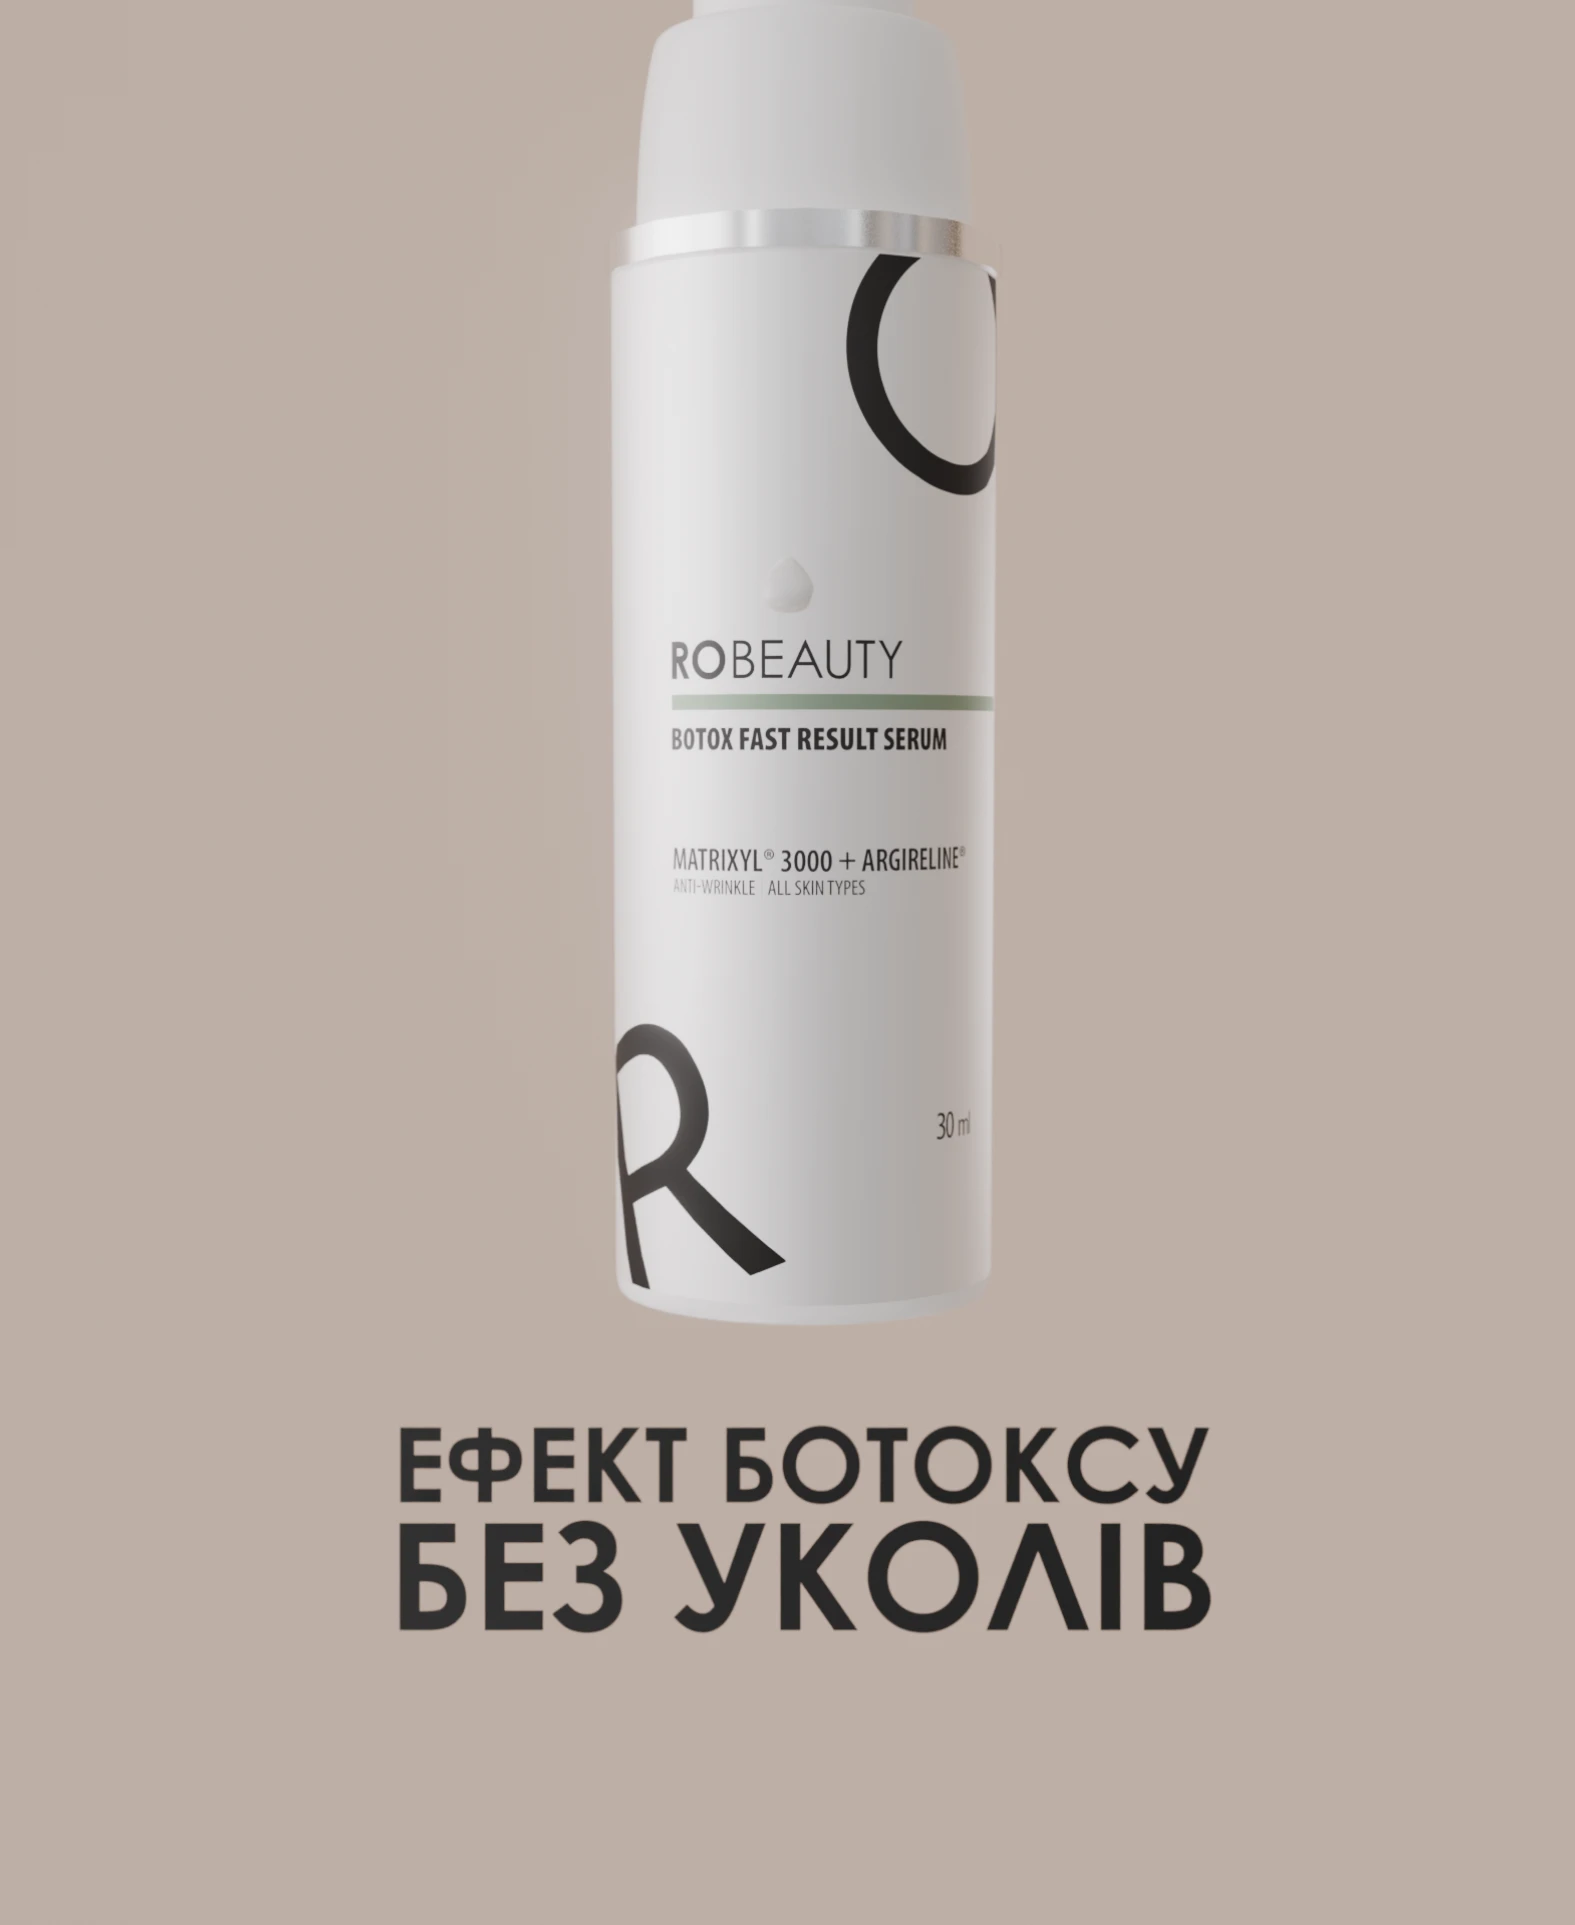 ROBEAUTY
BOTOX FAST RESULT SERUM
MATRIXYL® 3000 + ARGIRELINE®
ANTI-WRINKLE | ALL SKIN TYPES
R
30 ml
ЕФЕКТ БОТОКСУ
БЕЗ УКОЛІВ